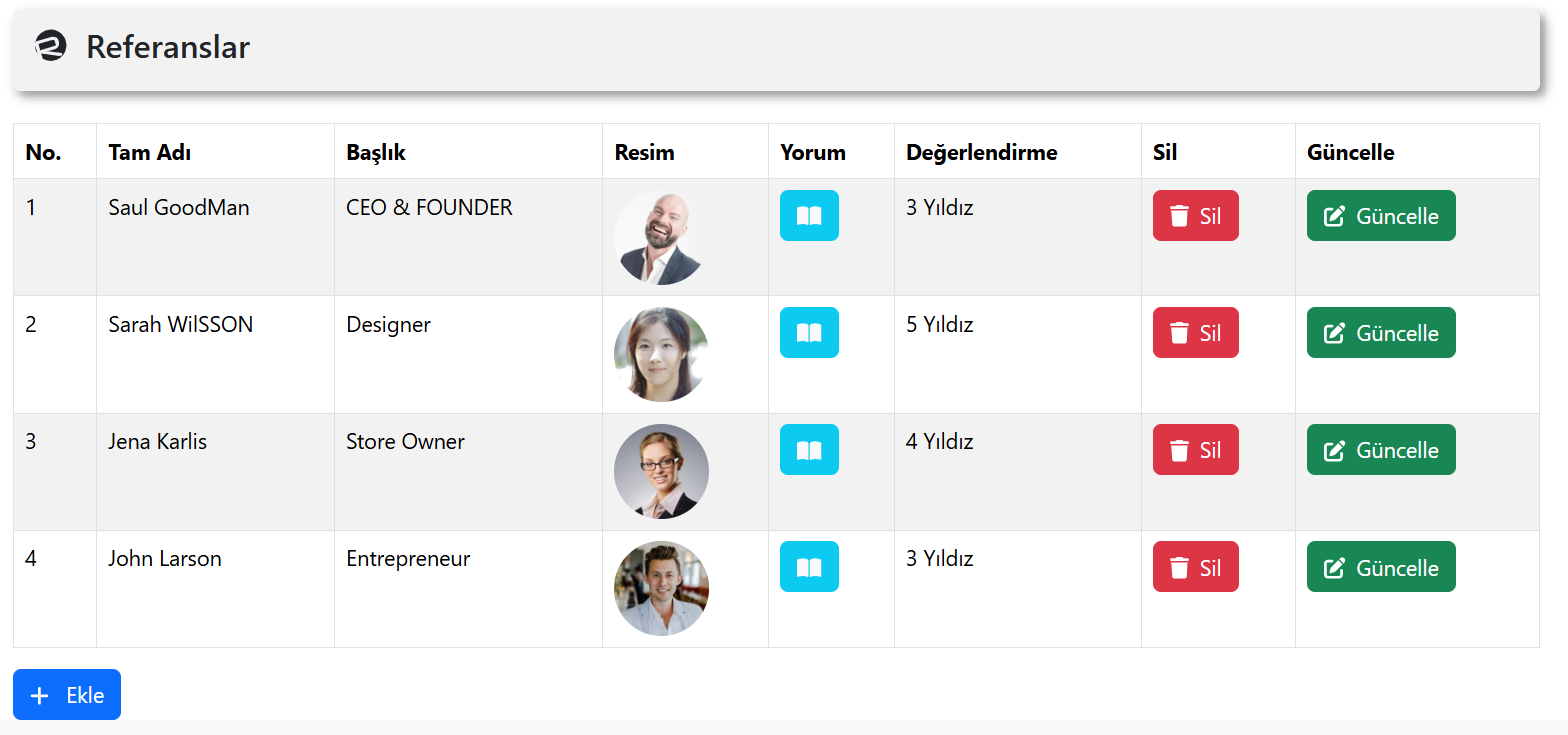 Referanslar
No. Tam Adı Başlık Resim Yorum Değerlendirme Sil Güncelle
1 Saul GoodMan CEO & FOUNDER 3 Yıldız Sil Güncelle
2 Sarah WilSSON Designer 5 Yıldız Sil Güncelle
3 Jena Karlis Store Owner 4 Yıldız Sil Güncelle
4 John Larson Entrepreneur 3 Yıldız Sil Güncelle
+ Ekle